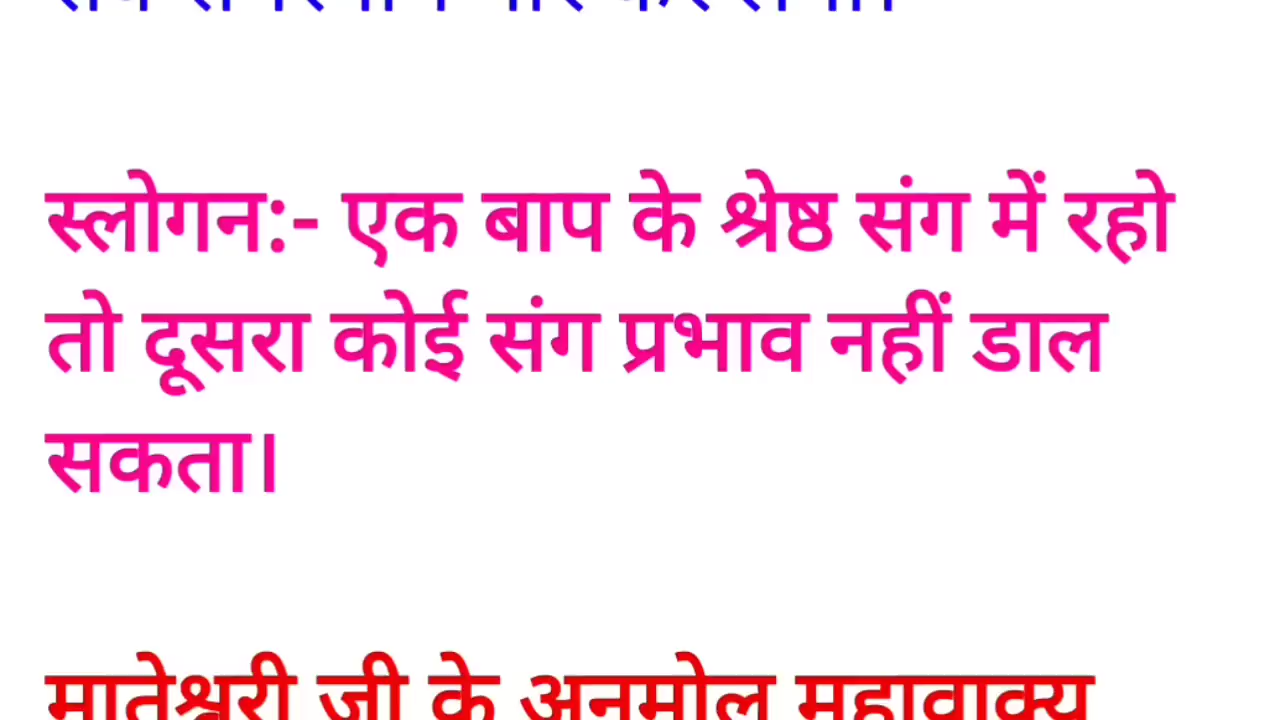 स्लोगन:- एक बाप के श्रेष्ठ संग में रहो
तो दूसरा कोई संग प्रभाव नहीं डाल
सकता।
मातेश्वरी जी के अनमोल महावाक्य